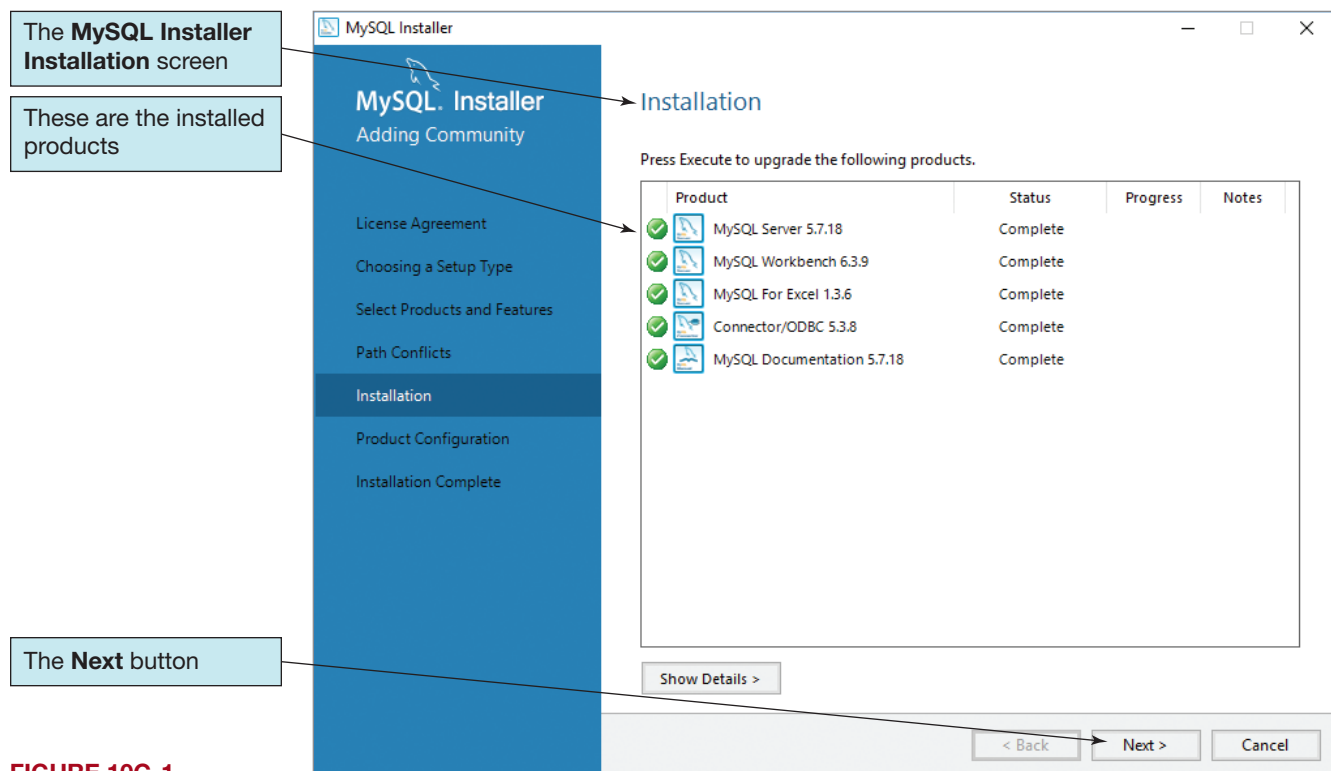 The MySQL Installer
Installation screen
These are the installed
products
The Next button
MySQL Installer
MySQL. Installer
Adding Community
License Agreement
Choosing a Setup Type
Select Products and Features
Path Conflicts
Installation
Product Configuration
Installation Complete
Installation
Press Execute to upgrade the following products.
Product Status Progress Notes
MySQL Server 5.7.18 Complete
MySQL Workbench 6.3.9 Complete
MySQL For Excel 1.3.6 Complete
Connector/ODBC 5.3.8 Complete
MySQL Documentation 5.7.18 Complete
Show Details >
< Back Next > Cancel